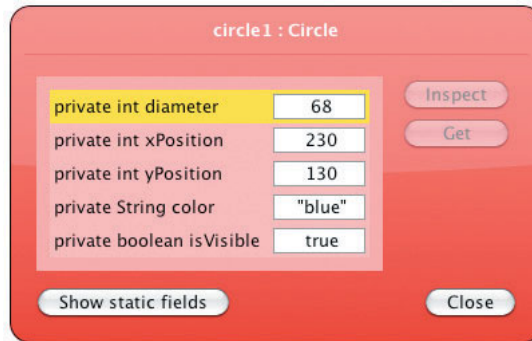 circle1 : Circle
private int diameter 68
private int xPosition 230
private int yPosition 130
private String color "blue"
private boolean isVisible true
Inspect
Get
Show static fields
Close